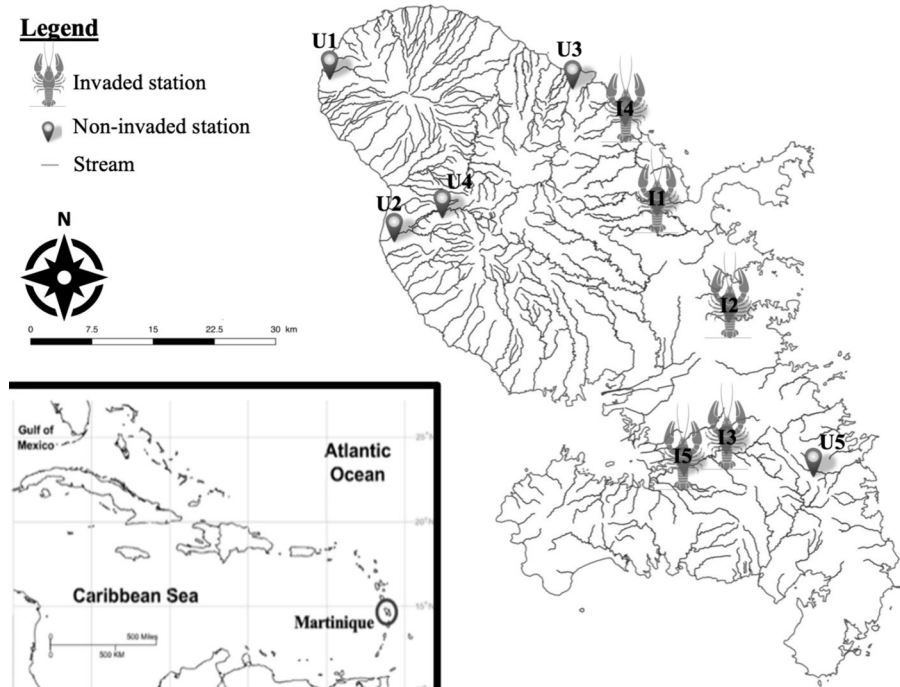 Legend
Invaded station
Non-invaded station
Stream
N
0 7.5 15 22.5 30 km
U1
U3
I4
U4
I1
U2
I2
I3
U5
I5
Gulf of
Mexico
Atlantic
Ocean
25°N
20°N
Caribbean Sea
Martinique
15°N
0 500 Miles
0 500 KM